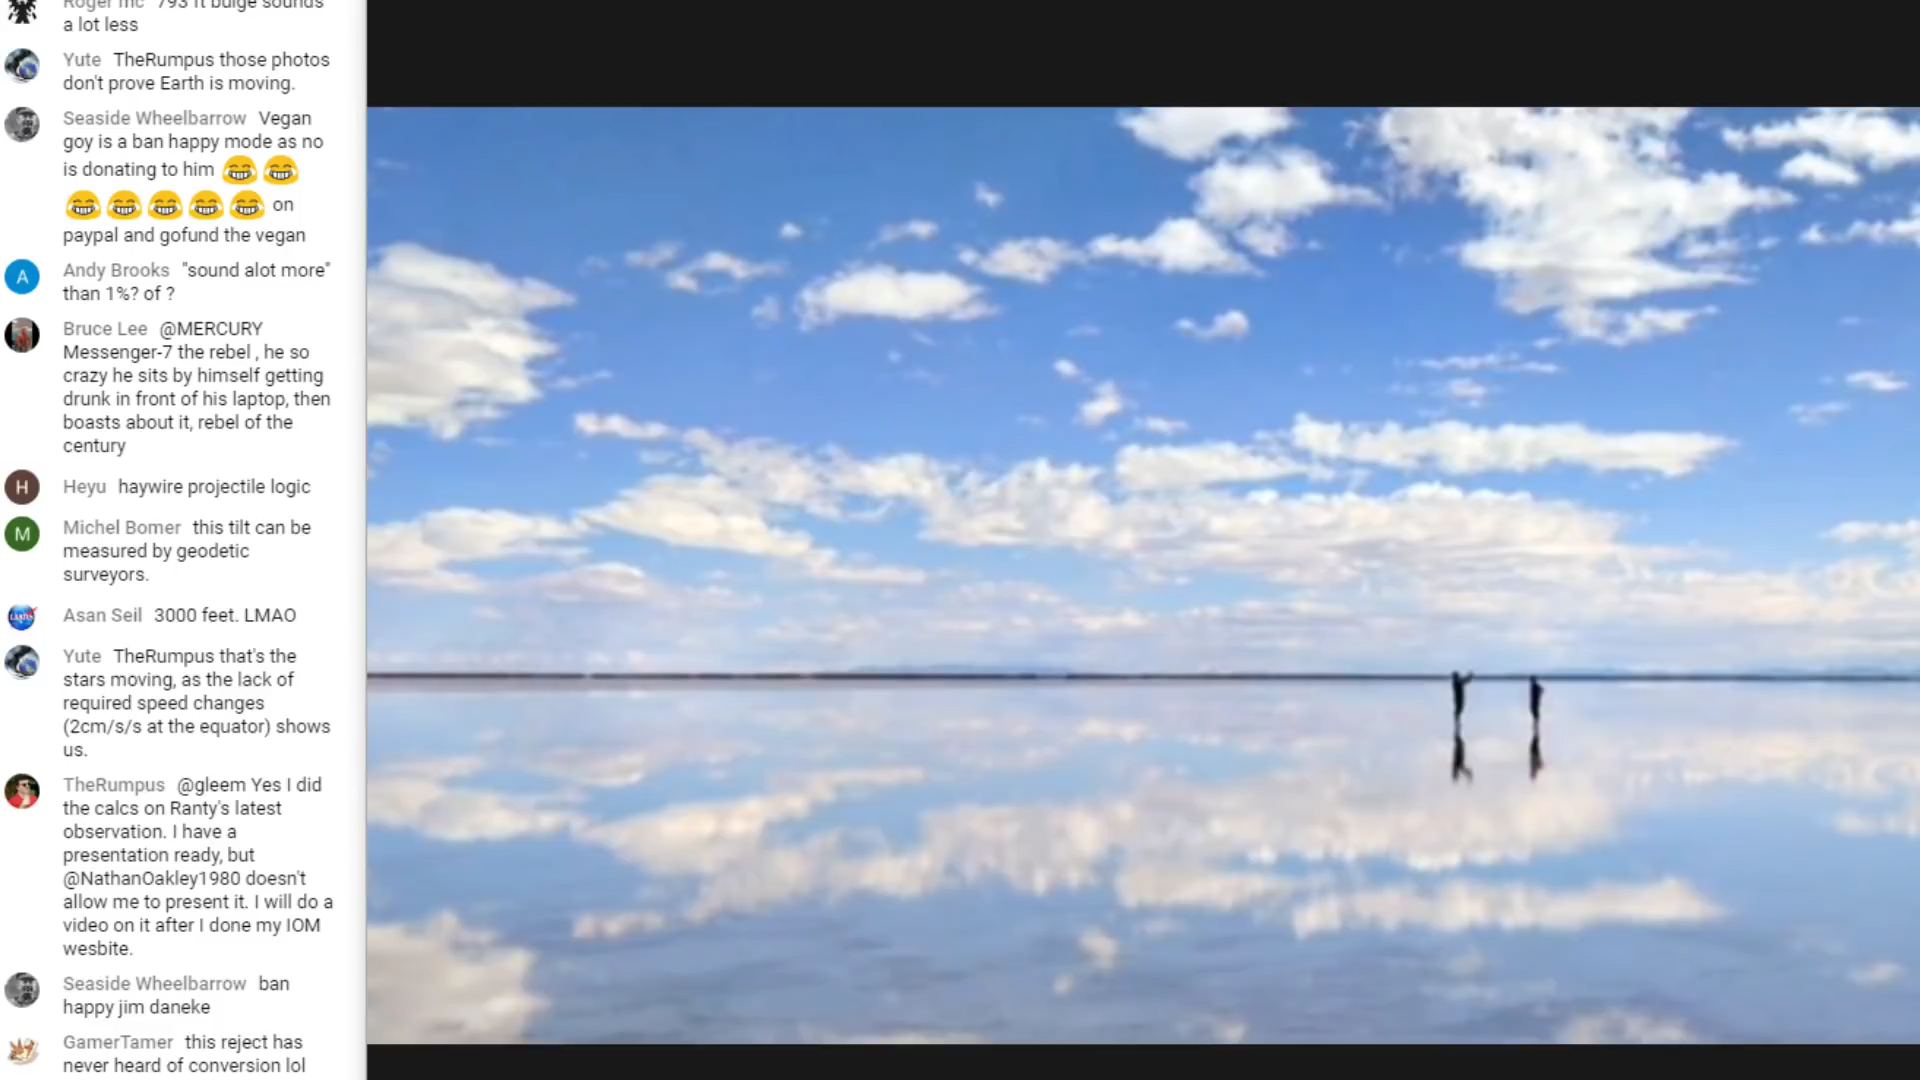 Roger mc 793 ft bulge sounds
a lot less
Yute TheRumpus those photos
don't prove Earth is moving.
Seaside Wheelbarrow Vegan
goy is a ban happy mode as no
is donating to him 😂😂
😂😂😂😂😂 on
paypal and gofund the vegan
A
Andy Brooks "sound alot more"
than 1%? of ?
Bruce Lee @MERCURY
Messenger-7 the rebel , he so
crazy he sits by himself getting
drunk in front of his laptop, then
boasts about it, rebel of the
century
H
Heyu haywire projectile logic
M
Michel Bomer this tilt can be
measured by geodetic
surveyors.
Asan Seil 3000 feet. LMAO
Yute TheRumpus that's the
stars moving, as the lack of
required speed changes
(2cm/s/s at the equator) shows
us.
TheRumpus @gleem Yes I did
the calcs on Ranty's latest
observation. I have a
presentation ready, but
@NathanOakley1980 doesn't
allow me to present it. I will do a
video on it after I done my IOM
wesbite.
Seaside Wheelbarrow ban
happy jim daneke
GamerTamer this reject has
never heard of conversion lol